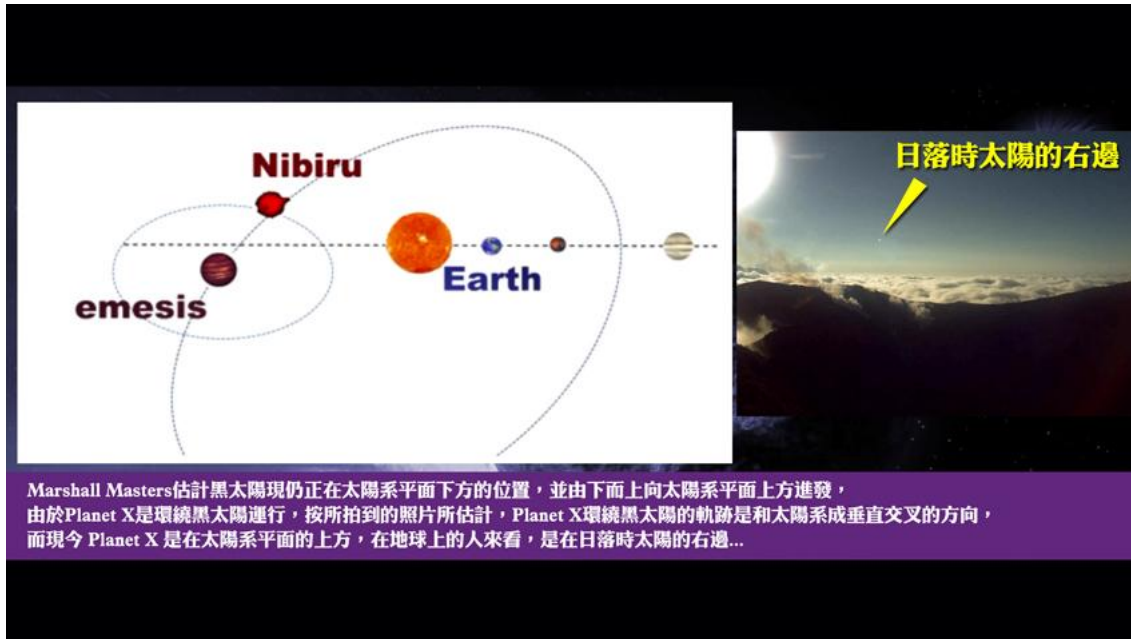 Nibiru
emesis
Earth
日落時太陽的右邊
Marshall Masters估計黑太陽現仍正在太陽系平面下方的位置，並由下而上向太陽系平面上方進發，
由於Planet X是環繞黑太陽運行，按所拍到的照片所估計，Planet X環繞黑太陽的軌跡是和太陽系成垂直交叉的方向，
而現今 Planet X 是在太陽系平面的上方，在地球上的人來看，是在日落時太陽的右邊...